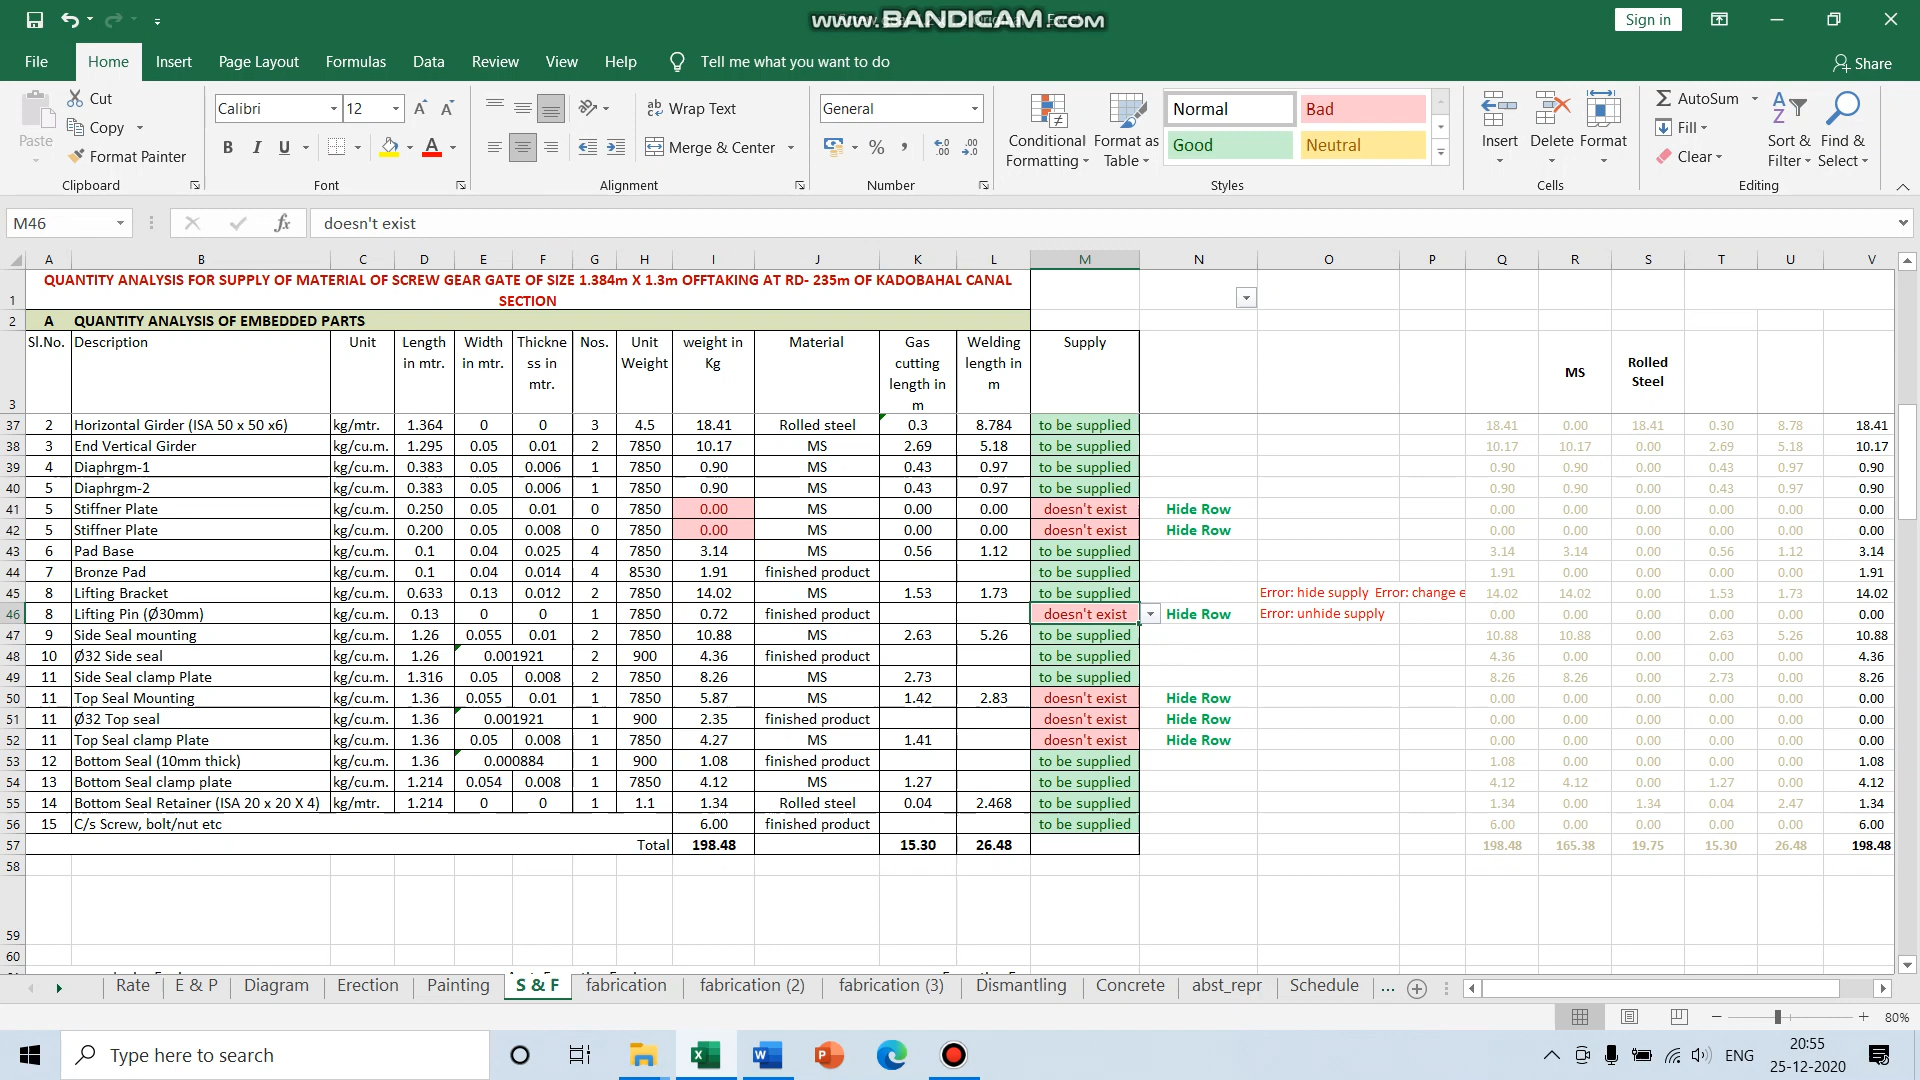 www.BANDICAM.com
Sign in
File Home Insert Page Layout Formulas Data Review View Help Tell me what you want to do Share
Paste Cut Copy Format Painter Clipboard
Calibri 12 B I U A Font
Wrap Text Merge & Center Alignment
General % , Number
Conditional Formatting Format as Table Normal Bad Good Neutral Styles
Insert Delete Format Cells
AutoSum Fill Clear Sort & Filter Find & Select Editing
M46 fx doesn't exist
A B C D E F G H I J K L M N O P Q R S T U V
1 QUANTITY ANALYSIS FOR SUPPLY OF MATERIAL OF SCREW GEAR GATE OF SIZE 1.384m X 1.3m OFFTAKING AT RD- 235m OF KADOBAHAL CANAL
SECTION
2 A QUANTITY ANALYSIS OF EMBEDDED PARTS
3 Sl.No. Description Unit Length in mtr. Width in mtr. Thickne ss in mtr. Nos. Unit Weight weight in Kg Material Gas cutting length in m Welding length in m Supply MS Rolled Steel
37 2 Horizontal Girder (ISA 50 x 50 x6) kg/mtr. 1.364 0 0 3 4.5 18.41 Rolled steel 0.3 8.784 to be supplied 18.41 0.00 18.41 0.30 8.78 18.41
38 3 End Vertical Girder kg/cu.m. 1.295 0.05 0.01 2 7850 10.17 MS 2.69 5.18 to be supplied 10.17 10.17 0.00 2.69 5.18 10.17
39 4 Diaphrgm-1 kg/cu.m. 0.383 0.05 0.006 1 7850 0.90 MS 0.43 0.97 to be supplied 0.90 0.90 0.00 0.43 0.97 0.90
40 5 Diaphrgm-2 kg/cu.m. 0.383 0.05 0.006 1 7850 0.90 MS 0.43 0.97 to be supplied 0.90 0.90 0.00 0.43 0.97 0.90
41 5 Stiffner Plate kg/cu.m. 0.250 0.05 0.01 0 7850 0.00 MS 0.00 0.00 doesn't exist Hide Row 0.00 0.00 0.00 0.00 0.00 0.00
42 5 Stiffner Plate kg/cu.m. 0.200 0.05 0.008 0 7850 0.00 MS 0.00 0.00 doesn't exist Hide Row 0.00 0.00 0.00 0.00 0.00 0.00
43 6 Pad Base kg/cu.m. 0.1 0.04 0.025 4 7850 3.14 MS 0.56 1.12 to be supplied 3.14 3.14 0.00 0.56 1.12 3.14
44 7 Bronze Pad kg/cu.m. 0.1 0.04 0.014 4 8530 1.91 finished product to be supplied 1.91 0.00 0.00 0.00 0.00 1.91
45 8 Lifting Bracket kg/cu.m. 0.633 0.13 0.012 2 7850 14.02 MS 1.53 1.73 to be supplied Error: hide supply Error: change e 14.02 14.02 0.00 1.53 1.73 14.02
46 8 Lifting Pin (Ø30mm) kg/cu.m. 0.13 0 0 1 7850 0.72 finished product doesn't exist Hide Row Error: unhide supply 0.00 0.00 0.00 0.00 0.00 0.00
47 9 Side Seal mounting kg/cu.m. 1.26 0.055 0.01 2 7850 10.88 MS 2.63 5.26 to be supplied 10.88 10.88 0.00 2.63 5.26 10.88
48 10 Ø32 Side seal kg/cu.m. 1.26 0.001921 2 900 4.36 finished product to be supplied 4.36 0.00 0.00 0.00 0.00 4.36
49 11 Side Seal clamp Plate kg/cu.m. 1.316 0.05 0.008 2 7850 8.26 MS 2.73 to be supplied 8.26 8.26 0.00 2.73 0.00 8.26
50 11 Top Seal Mounting kg/cu.m. 1.36 0.055 0.01 1 7850 5.87 MS 1.42 2.83 doesn't exist Hide Row 0.00 0.00 0.00 0.00 0.00 0.00
51 11 Ø32 Top seal kg/cu.m. 1.36 0.001921 1 900 2.35 finished product doesn't exist Hide Row 0.00 0.00 0.00 0.00 0.00 0.00
52 11 Top Seal clamp Plate kg/cu.m. 1.36 0.05 0.008 1 7850 4.27 MS 1.41 doesn't exist Hide Row 0.00 0.00 0.00 0.00 0.00 0.00
53 12 Bottom Seal (10mm thick) kg/cu.m. 1.36 0.000884 1 900 1.08 finished product to be supplied 1.08 0.00 0.00 0.00 0.00 1.08
54 13 Bottom Seal clamp plate kg/cu.m. 1.214 0.054 0.008 1 7850 4.12 MS 1.27 to be supplied 4.12 4.12 0.00 1.27 0.00 4.12
55 14 Bottom Seal Retainer (ISA 20 x 20 X 4) kg/mtr. 1.214 0 0 1 1.1 1.34 Rolled steel 0.04 2.468 to be supplied 1.34 0.00 1.34 0.04 2.47 1.34
56 15 C/s Screw, bolt/nut etc 6.00 finished product to be supplied 6.00 0.00 0.00 0.00 0.00 6.00
57 Total 198.48 15.30 26.48 198.48 165.38 19.75 15.30 26.48 198.48
58
59
60
Rate E & P Diagram Erection Painting S & F fabrication fabrication (2) fabrication (3) Dismantling Concrete abst_repr Schedule ...
80%
Type here to search ENG 20:55
25-12-2020